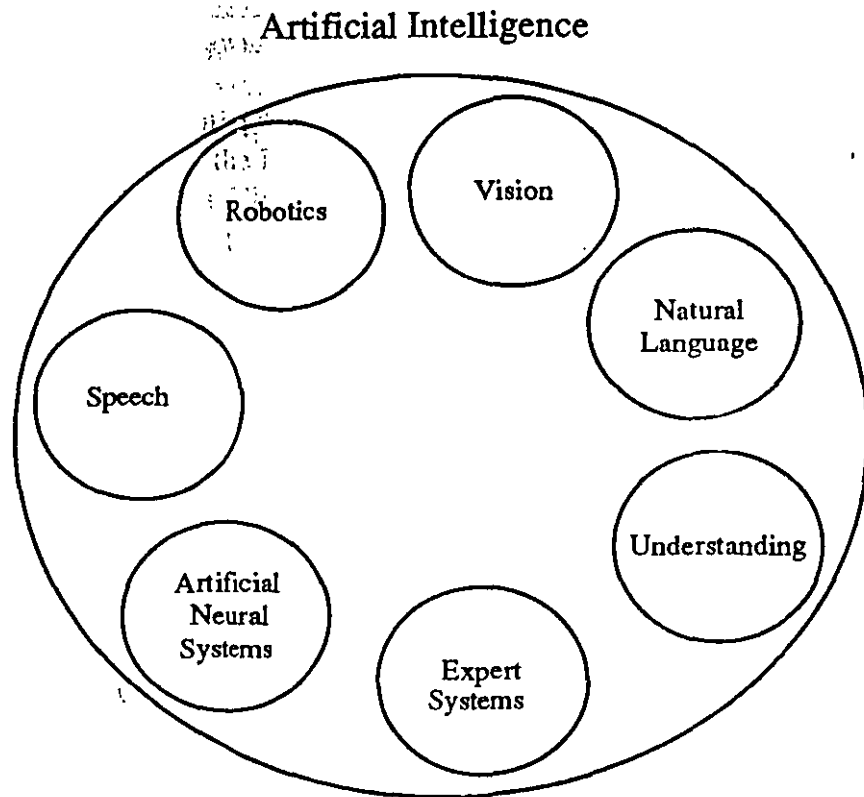 Artificial Intelligence
Robotics
Vision
Natural
Language
Speech
Understanding
Artificial
Neural
Systems
Expert
Systems